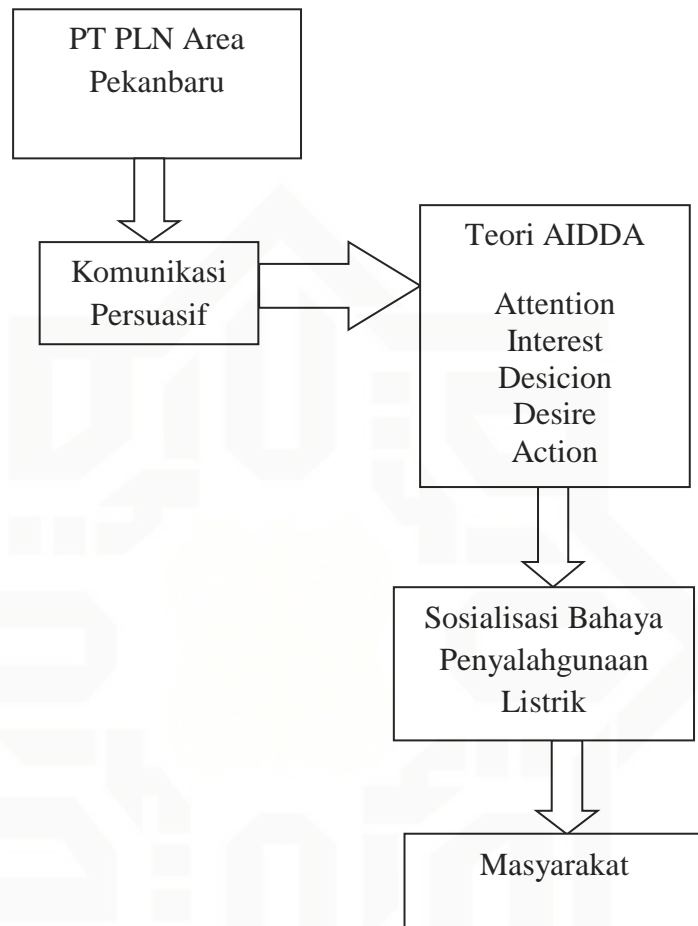 PT PLN Area
Pekanbaru
Komunikasi
Persuasif
Teori AIDDA
Attention
Interest
Desicion
Desire
Action
Sosialisasi Bahaya
Penyalahgunaan
Listrik
Masyarakat